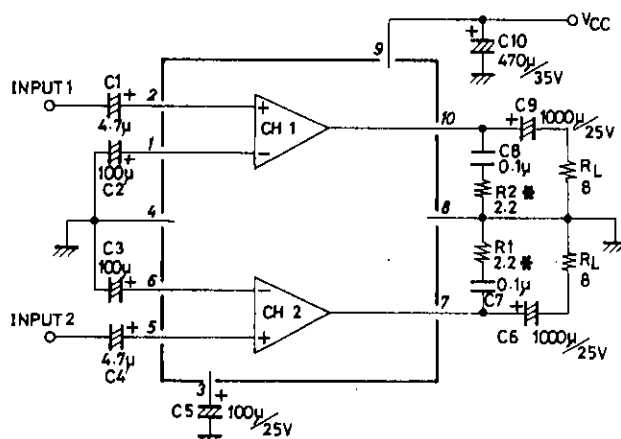 VCC
9
+
C10
470μ
35V
INPUT 1
C1
+
4.7μ
2
+
CH 1
10
C9
+
1000μ
25V
1
−
100μ
+
C2
C8
0.1μ
RL
8
R2 *
2.2
4
8
C3
100μ
+
6
−
R1
2.2 *
RL
8
0.1μ
C7
7
CH 2
INPUT 2
5
+
+
4.7μ
C4
+
C6
1000μ
25V
3
+
C5
100μ
25V